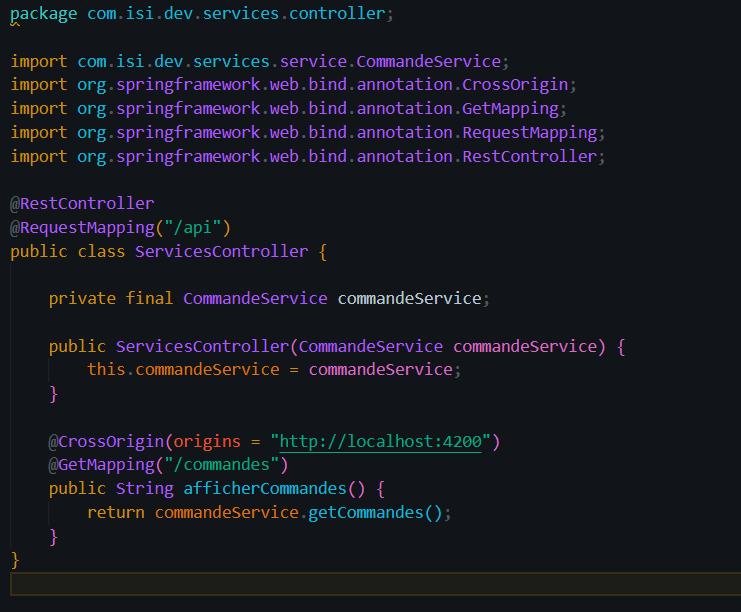 package com.isi.dev.services.controller;
import com.isi.dev.services.service.CommandeService;
import org.springframework.web.bind.annotation.CrossOrigin;
import org.springframework.web.bind.annotation.GetMapping;
import org.springframework.web.bind.annotation.RequestMapping;
import org.springframework.web.bind.annotation.RestController;
@RestController
@RequestMapping("/api")
public class ServicesController {
private final CommandeService commandeService;
public ServicesController(CommandeService commandeService) {
this.commandeService = commandeService;
}
@CrossOrigin(origins = "http://localhost:4200")
@GetMapping("/commandes")
public String afficherCommandes() {
return commandeService.getCommandes();
}
}